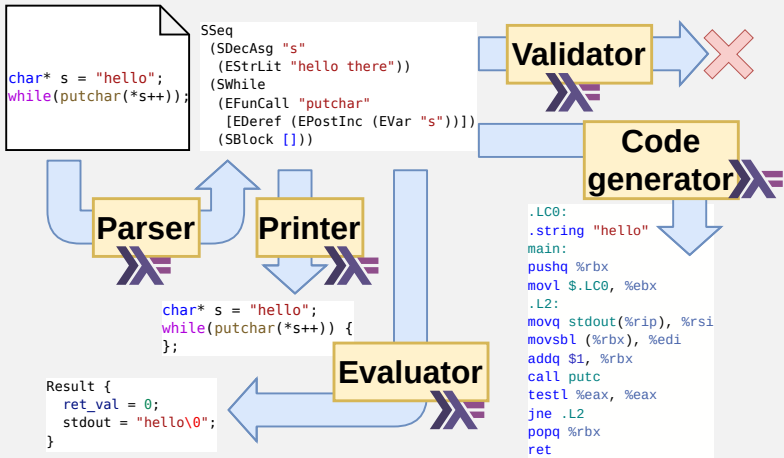 char* s = "hello";
while(putchar(*s++));
SSeq
(SDecAsg "s"
(EStrLit "hello there"))
(SWhile
(EFunCall "putchar"
[EDeref (EPostInc (EVar "s"))])
(SBlock []))
Validator
Code
generator
Parser
Printer
char* s = "hello";
while(putchar(*s++)) {
};
Evaluator
Result {
ret_val = 0;
stdout = "hello\0";
}
.LC0:
.string "hello"
main:
pushq %rbx
movl $.LC0, %ebx
.L2:
movq stdout(%rip), %rsi
movsbl (%rbx), %edi
addq $1, %rbx
call putc
testl %eax, %eax
jne .L2
popq %rbx
ret